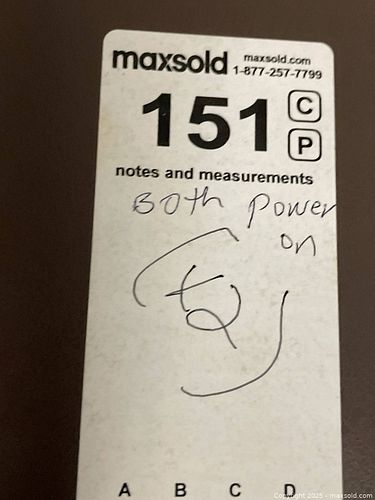 maxsold maxsold.com
1-877-257-7799
151 C
P
notes and measurements
Both Power
on
A B C D
Copyright 2025 - maxsold.com